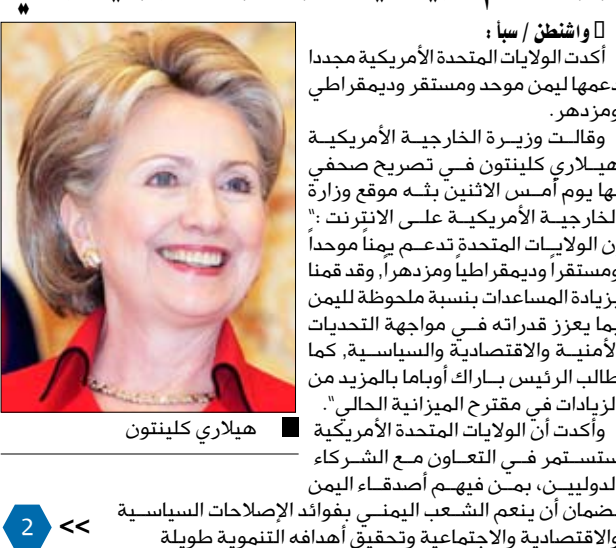 واشنطن / سبأ :
أكدت الولايات المتحدة الأمريكية مجددا
دعمها ليمن موحد ومستقر وديمقراطي
ومزدهر.
وقالت وزيرة الخارجية الأمريكية
هيلاري كلينتون في تصريح صحفي
لها يوم أمس الاثنين بثه موقع وزارة
الخارجية الأمريكية على الانترنت :"
إن الولايات المتحدة تدعم يمناً موحداً
ومستقراً وديمقراطياً ومزدهراً, وقد قمنا
بزيادة المساعدات بنسبة ملحوظة لليمن
بما يعزز قدراته في مواجهة التحديات
الأمنية والاقتصادية والسياسية, كما
طالب الرئيس باراك أوباما بالمزيد من
الزيادات في مقترح الميزانية الحالي".
وأكدت أن الولايات المتحدة الأمريكية
ستستمر في التعاون مع الشركاء
الدوليين، بمن فيهم أصدقاء اليمن
لضمان أن ينعم الشعب اليمني بفوائد الإصلاحات السياسية
والاقتصادية والاجتماعية وتحقيق أهدافه التنموية طويلة
هيلاري كلينتون
>> 2